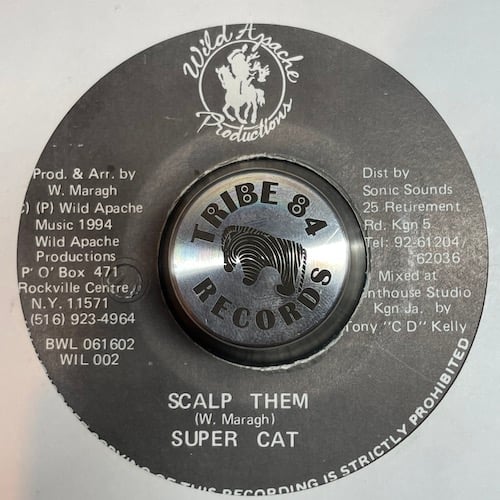 Wild Apache
Productions
Prod. & Arr. by
W. Maragh
) (P) Wild Apache
Music 1994
Wild Apache
Productions
P' O' Box 471
Rockville Centre,
N.Y. 11571
(516) 923-4964
BWL 061602
WIL 002
TRIBE 84
RECORDS
Dist by
Sonic Sounds
25 Retirement
Rd. Kgn 5
Tel: 92-61204/
62036
Mixed at
Kgn Ja. by
Tony "C D" Kelly
SCALP THEM
(W. Maragh)
SUPER CAT
OF THIS RECORDING IS STRICTLY PROHIBITED